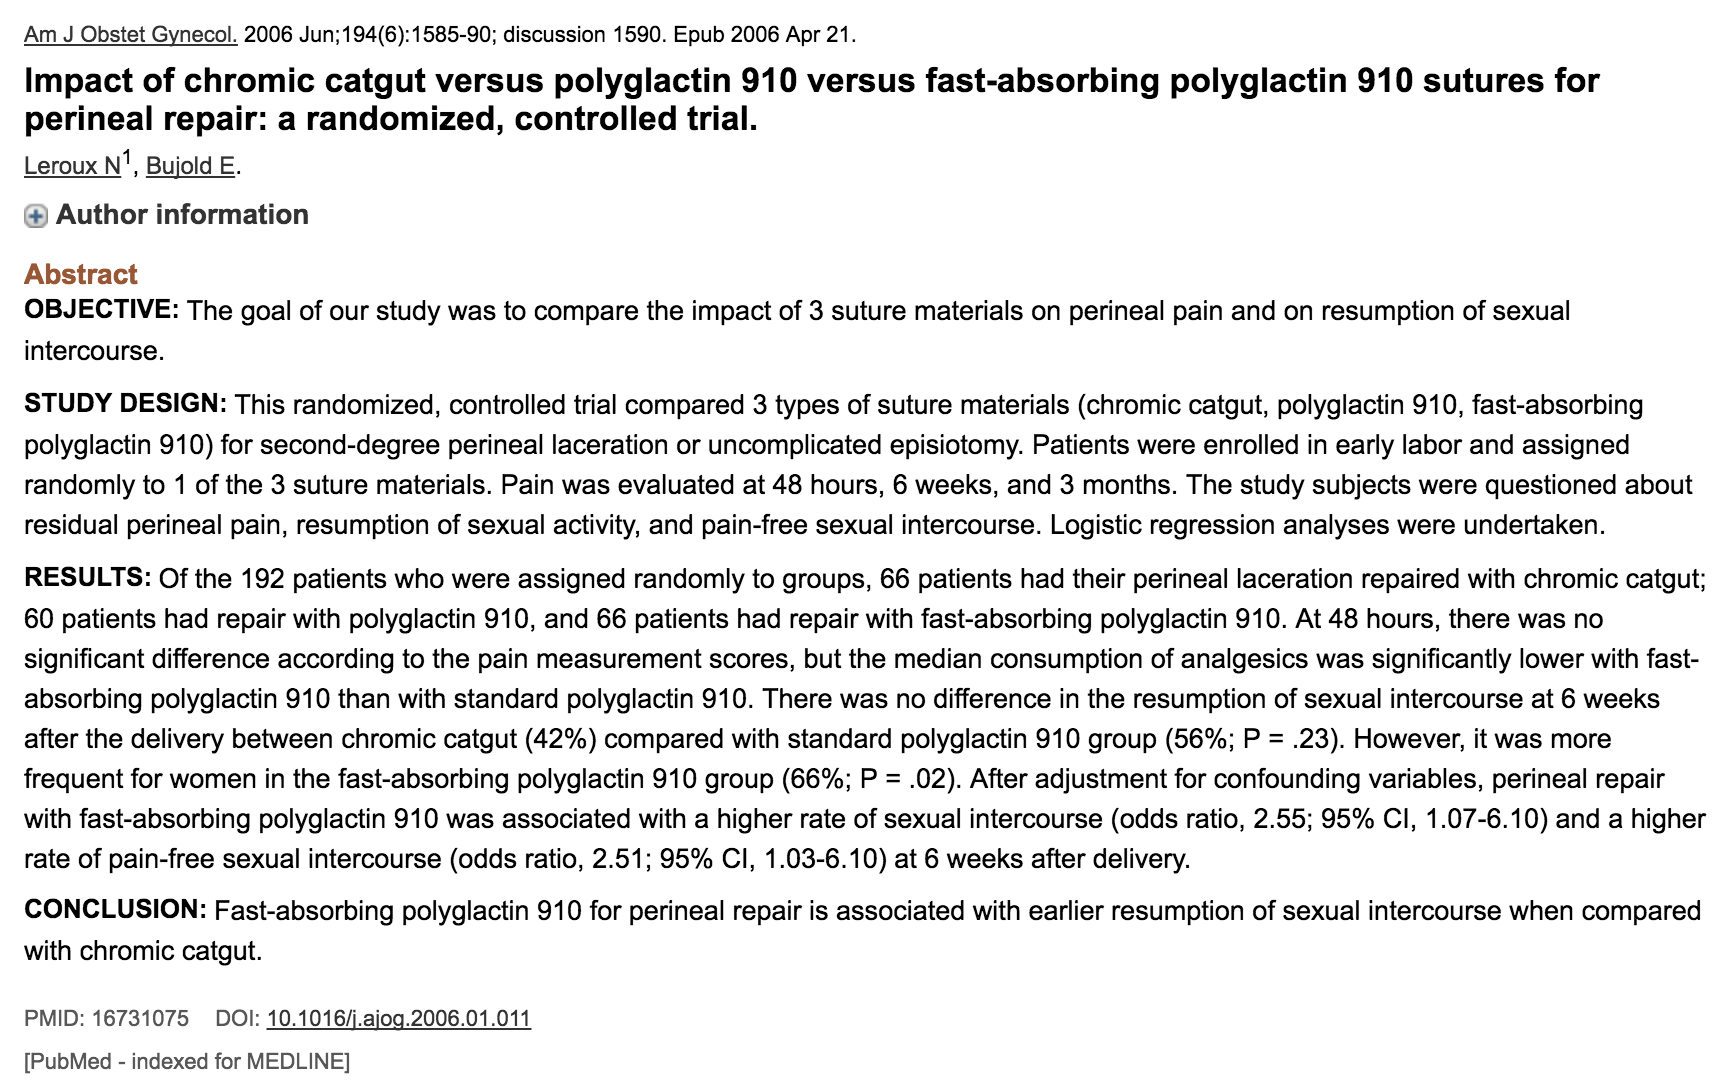 Am J Obstet Gynecol. 2006 Jun;194(6):1585-90; discussion 1590. Epub 2006 Apr 21.
Impact of chromic catgut versus polyglactin 910 versus fast-absorbing polyglactin 910 sutures for
perineal repair: a randomized, controlled trial.
Leroux N1, Bujold E.
Author information
Abstract
OBJECTIVE: The goal of our study was to compare the impact of 3 suture materials on perineal pain and on resumption of sexual
intercourse.
STUDY DESIGN: This randomized, controlled trial compared 3 types of suture materials (chromic catgut, polyglactin 910, fast-absorbing
polyglactin 910) for second-degree perineal laceration or uncomplicated episiotomy. Patients were enrolled in early labor and assigned
randomly to 1 of the 3 suture materials. Pain was evaluated at 48 hours, 6 weeks, and 3 months. The study subjects were questioned about
residual perineal pain, resumption of sexual activity, and pain-free sexual intercourse. Logistic regression analyses were undertaken.
RESULTS: Of the 192 patients who were assigned randomly to groups, 66 patients had their perineal laceration repaired with chromic catgut;
60 patients had repair with polyglactin 910, and 66 patients had repair with fast-absorbing polyglactin 910. At 48 hours, there was no
significant difference according to the pain measurement scores, but the median consumption of analgesics was significantly lower with fast-
absorbing polyglactin 910 than with standard polyglactin 910. There was no difference in the resumption of sexual intercourse at 6 weeks
after the delivery between chromic catgut (42%) compared with standard polyglactin 910 group (56%; P = .23). However, it was more
frequent for women in the fast-absorbing polyglactin 910 group (66%; P = .02). After adjustment for confounding variables, perineal repair
with fast-absorbing polyglactin 910 was associated with a higher rate of sexual intercourse (odds ratio, 2.55; 95% CI, 1.07-6.10) and a higher
rate of pain-free sexual intercourse (odds ratio, 2.51; 95% CI, 1.03-6.10) at 6 weeks after delivery.
CONCLUSION: Fast-absorbing polyglactin 910 for perineal repair is associated with earlier resumption of sexual intercourse when compared
with chromic catgut.
PMID: 16731075 DOI: 10.1016/j.ajog.2006.01.011
[PubMed - indexed for MEDLINE]